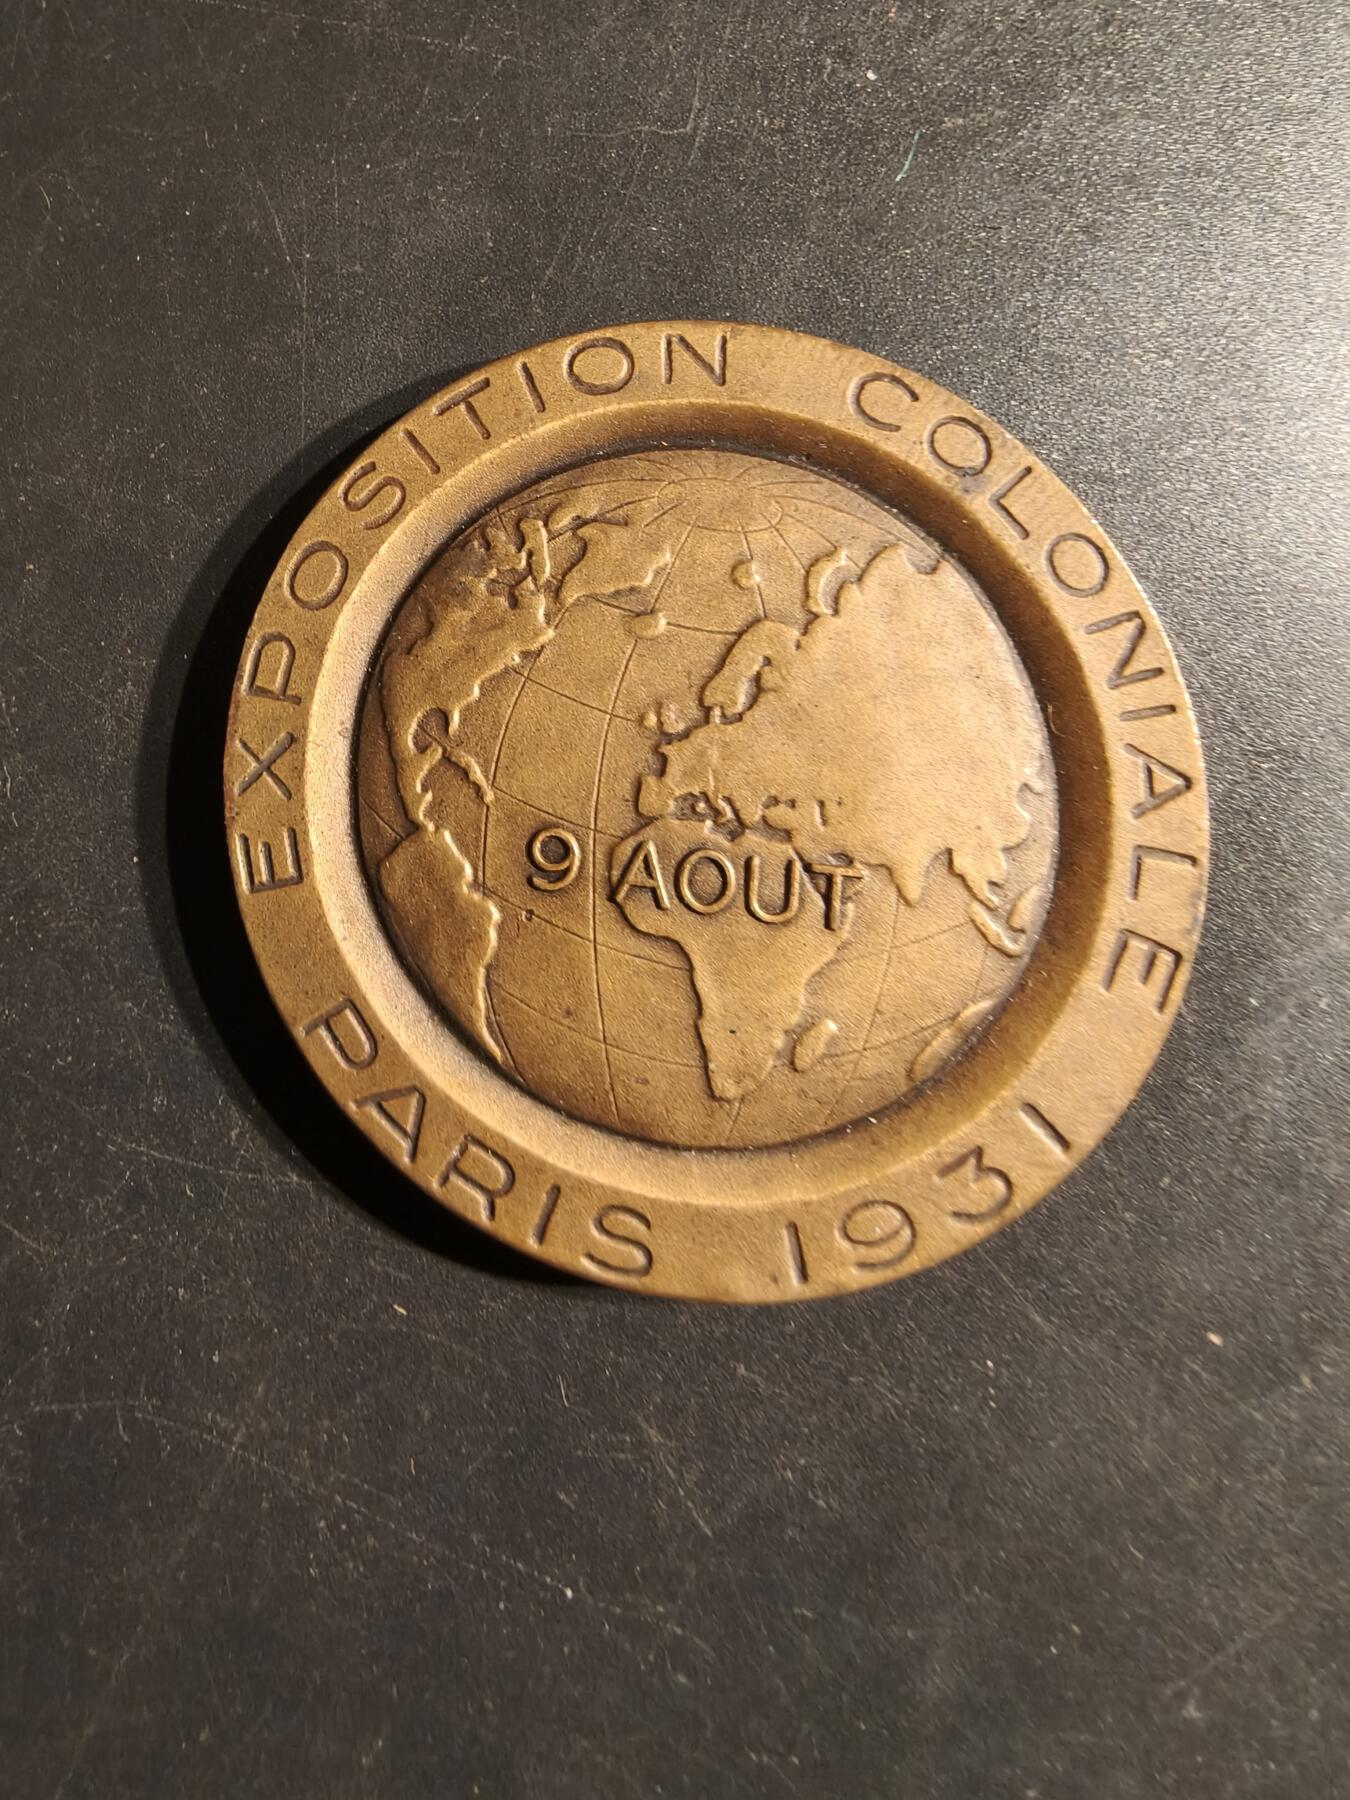 EXPOSITION COLONIALE
PARIS 1931
9 AOUT